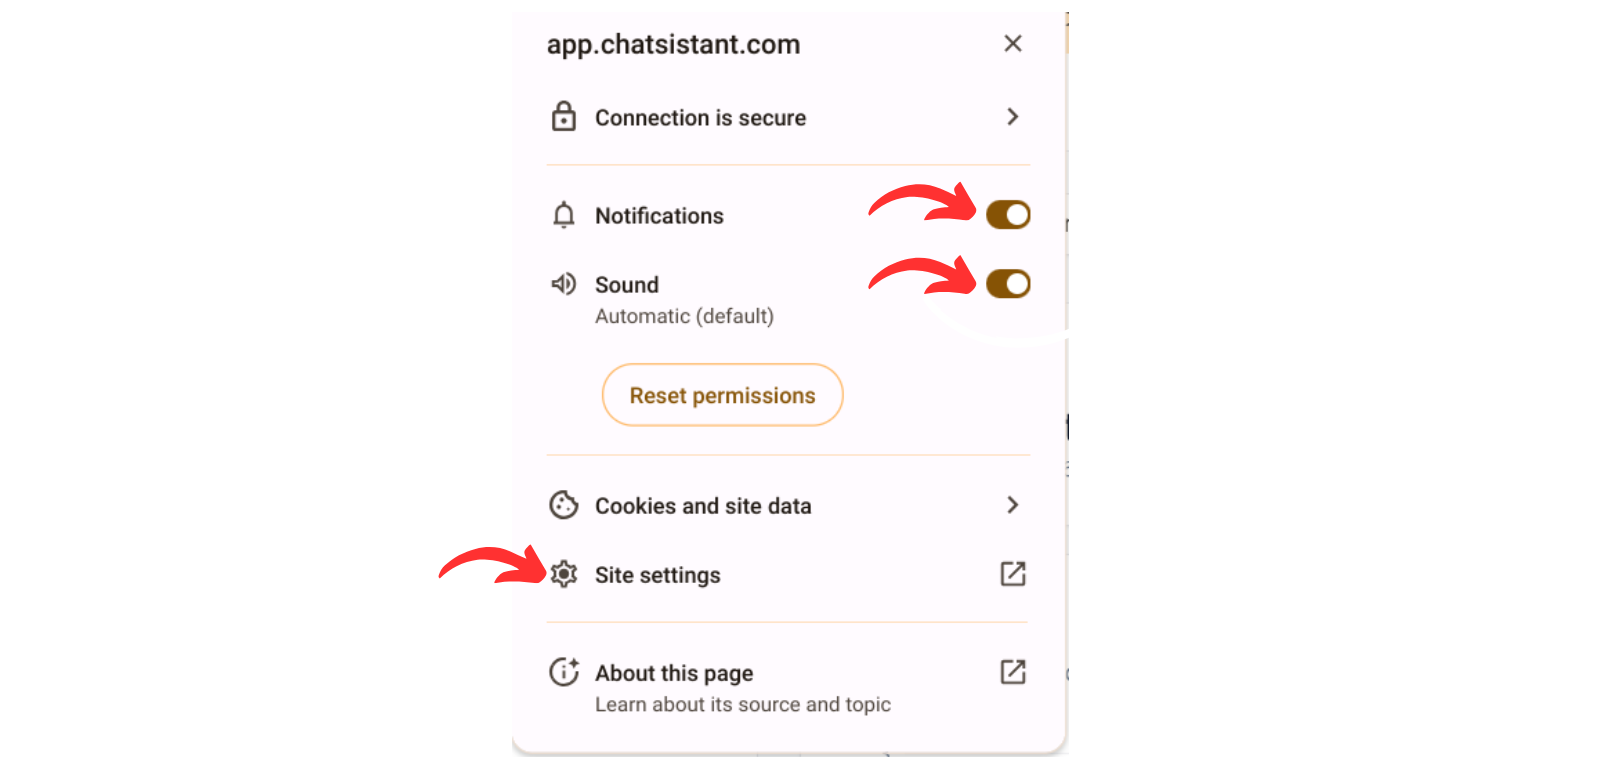 app.chatsistant.com
Connection is secure
Notifications
Sound
Automatic (default)
Reset permissions
Cookies and site data
Site settings
About this page
Learn about its source and topic